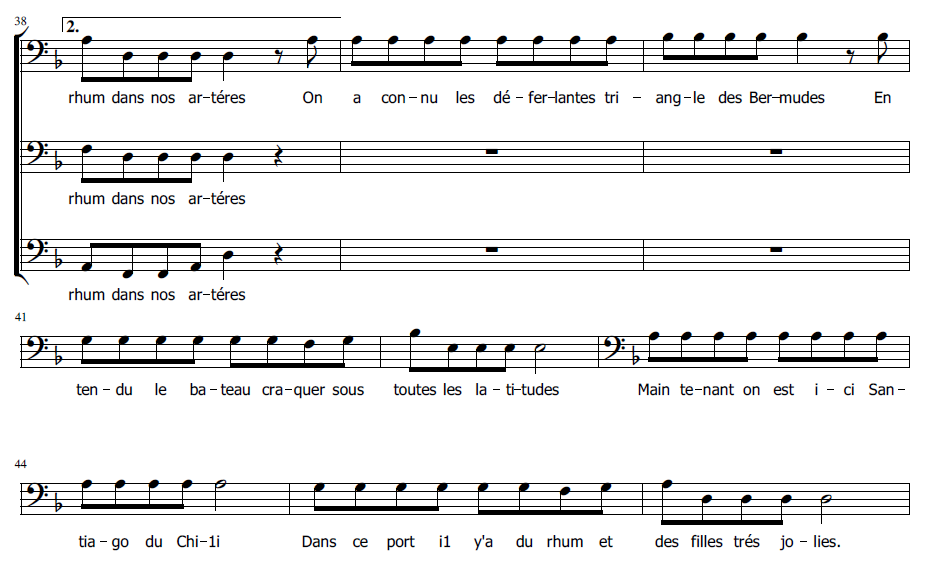 38
2.
rhum dans nos ar-téres On a con-nu les dé-fer-lantes tri-an-gle des Ber-mudes En
rhum dans nos ar-téres
rhum dans nos ar-téres
41
ten-du le ba-teau cra-quer sous toutes les la-ti-tudes Main te-nant on est i-ci San-
44
tia-go du Chi-1i Dans ce port i1 y'a du rhum et des filles trés jo-lies.